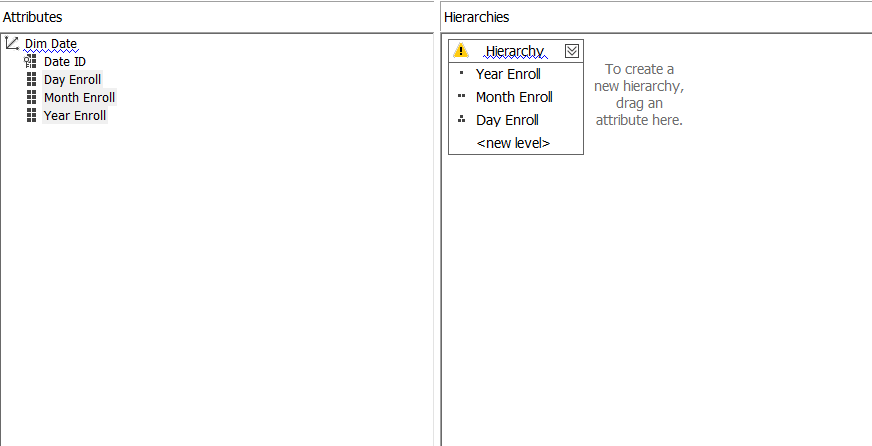 Attributes
Dim Date
Date ID
Day Enroll
Month Enroll
Year Enroll
Hierarchies
Hierarchy
Year Enroll
Month Enroll
Day Enroll
<new level>
To create a
new hierarchy,
drag an
attribute here.